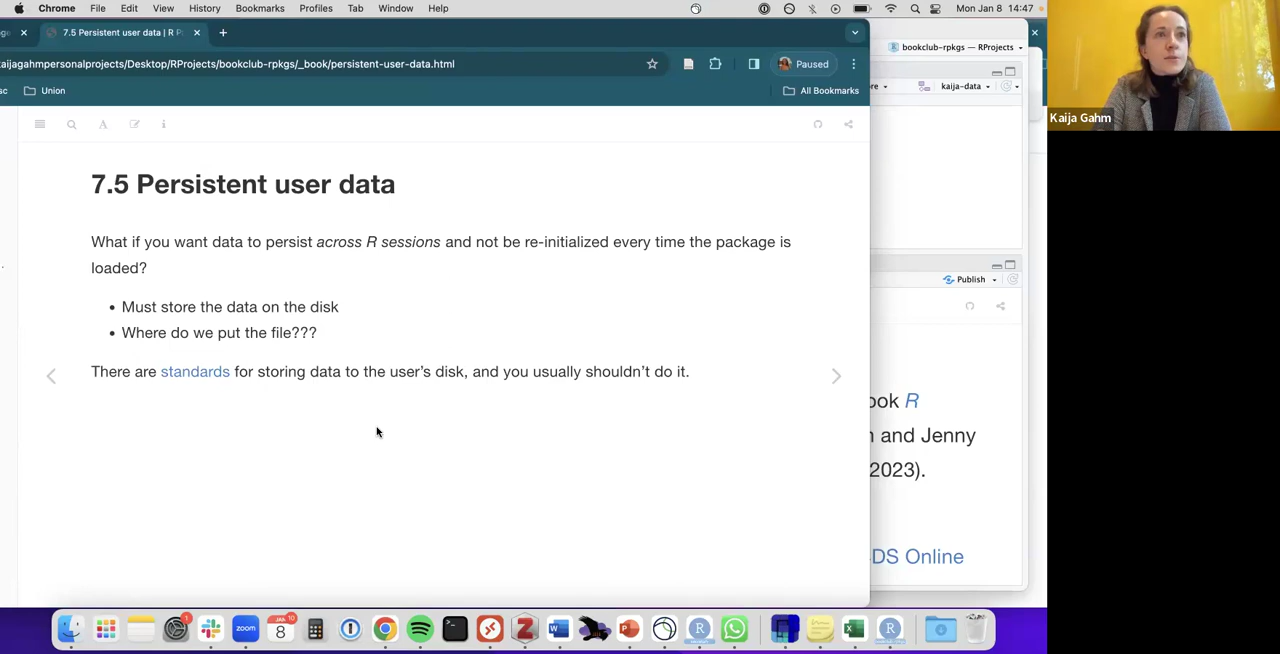 Chrome File Edit View History Bookmarks Profiles Tab Window Help Mon Jan 8 14:47
7.5 Persistent user data | R P
bookclub-rpkgs — RProjects
aijagahmpersonalprojects/Desktop/RProjects/bookclub-rpkgs/_book/persistent-user-data.html
Paused
kaija-data
Union
All Bookmarks
Kaija Gahm
7.5 Persistent user data
What if you want data to persist across R sessions and not be re-initialized every time the package is
loaded?
Publish
• Must store the data on the disk
• Where do we put the file???
There are standards for storing data to the user's disk, and you usually shouldn't do it.
ook R
and Jenny
2023).
DS Online
JAN
8
zoom